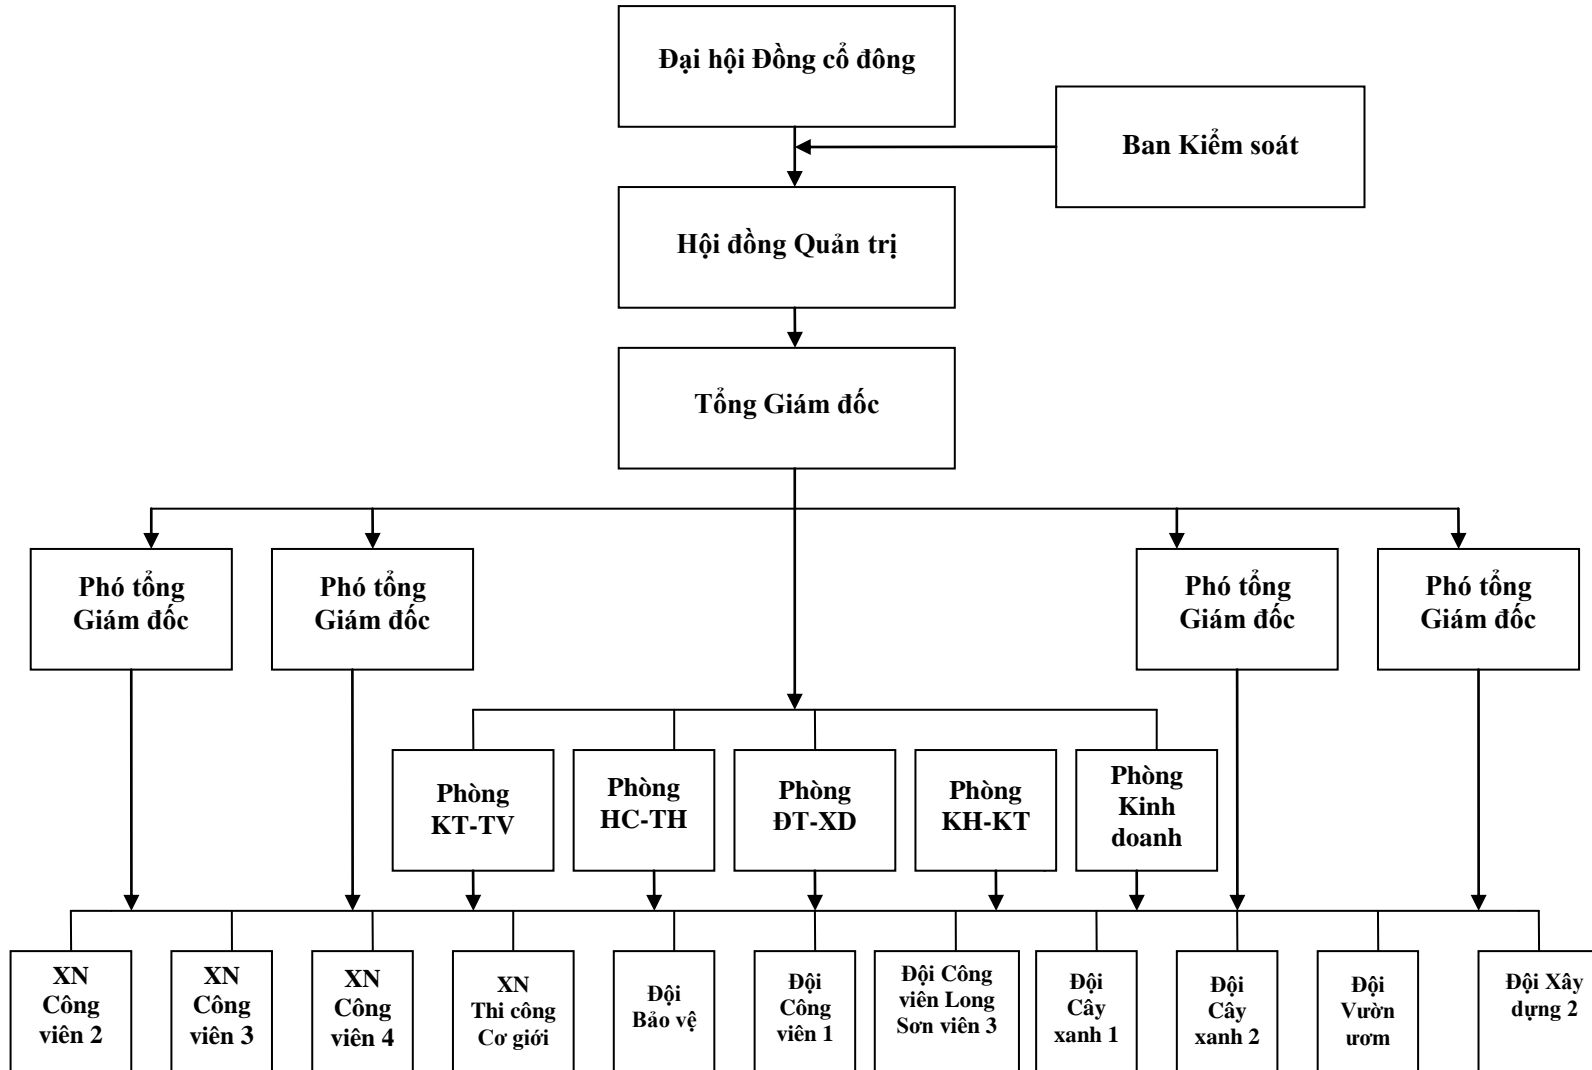 Đại hội Đồng cổ đông
Ban Kiểm soát
Hội đồng Quản trị
Tổng Giám đốc
Phó tổng
Giám đốc
Phó tổng
Giám đốc
Phó tổng
Giám đốc
Phó tổng
Giám đốc
Phòng
KT-TV
Phòng
HC-TH
Phòng
ĐT-XD
Phòng
KH-KT
Phòng
Kinh
doanh
XN
Công
viên 2
XN
Công
viên 3
XN
Công
viên 4
XN
Thi công
Cơ giới
Đội
Bảo vệ
Đội
Công
viên 1
Đội Công
viên Long
Sơn viên 3
Đội
Cây
xanh 1
Đội
Cây
xanh 2
Đội
Vườn
ươm
Đội Xây
dựng 2